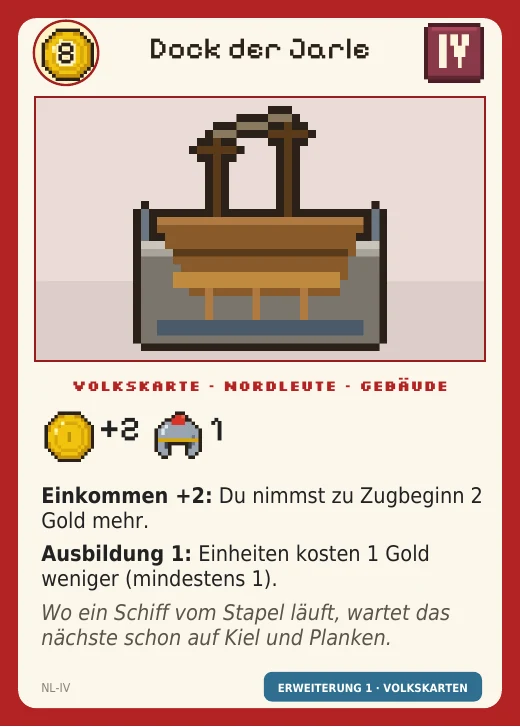 8
Dock der Jarle
IV
VOLKSKARTE · NORDLEUTE · GEBÄUDE
+2 1
Einkommen +2: Du nimmst zu Zugbeginn 2
Gold mehr.
Ausbildung 1: Einheiten kosten 1 Gold
weniger (mindestens 1).
Wo ein Schiff vom Stapel läuft, wartet das
nächste schon auf Kiel und Planken.
NL-IV
ERWEITERUNG 1 · VOLKSKARTEN